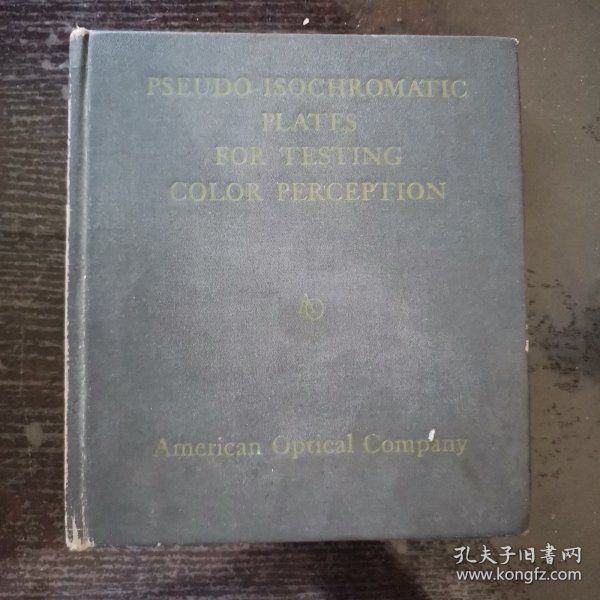 PSEUDO-ISOCHROMATIC
PLATES
FOR TESTING
COLOR PERCEPTION
AO
American Optical Company
孔夫子旧書网
www.kongfz.com